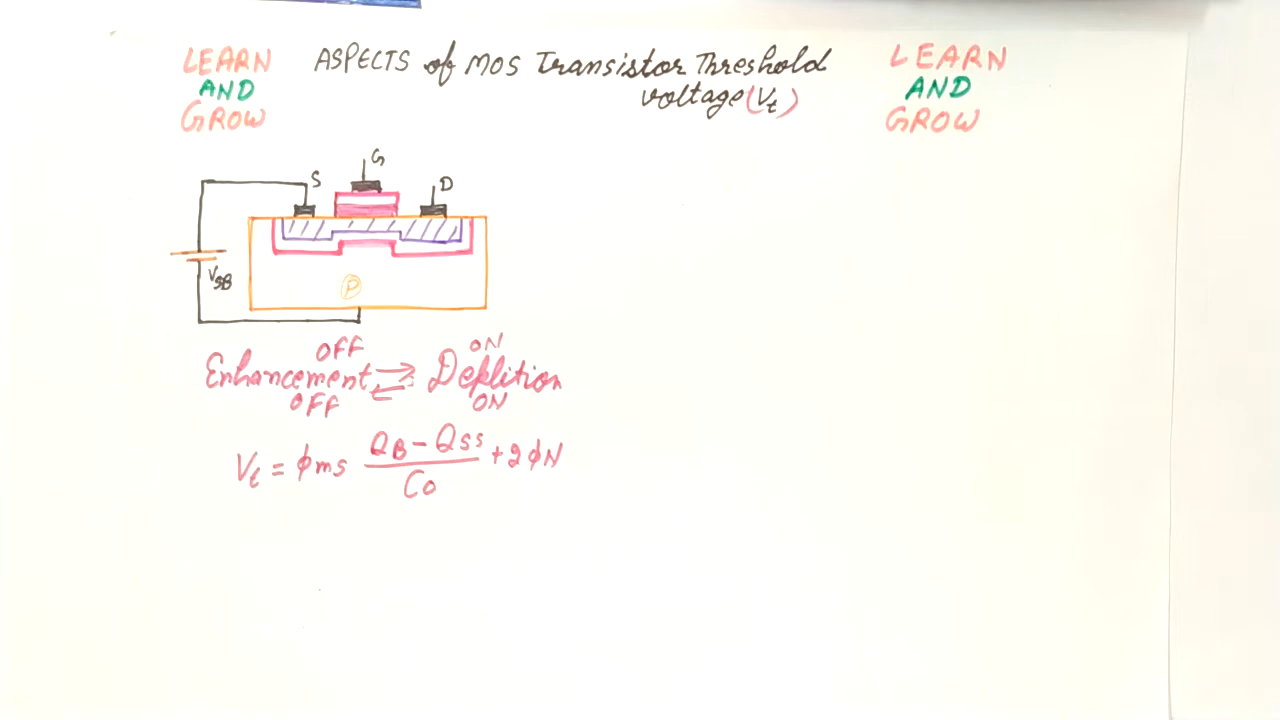 LEARN AND GROW
ASPECTS of MOS Transistor Threshold
voltage (Vt)
LEARN AND GROW
G
S
D
VSB
P
OFF ON
Enhancement ⇄ Deplition
OFF ON
Vt = ϕms QB - QSS / Co + 2ϕN